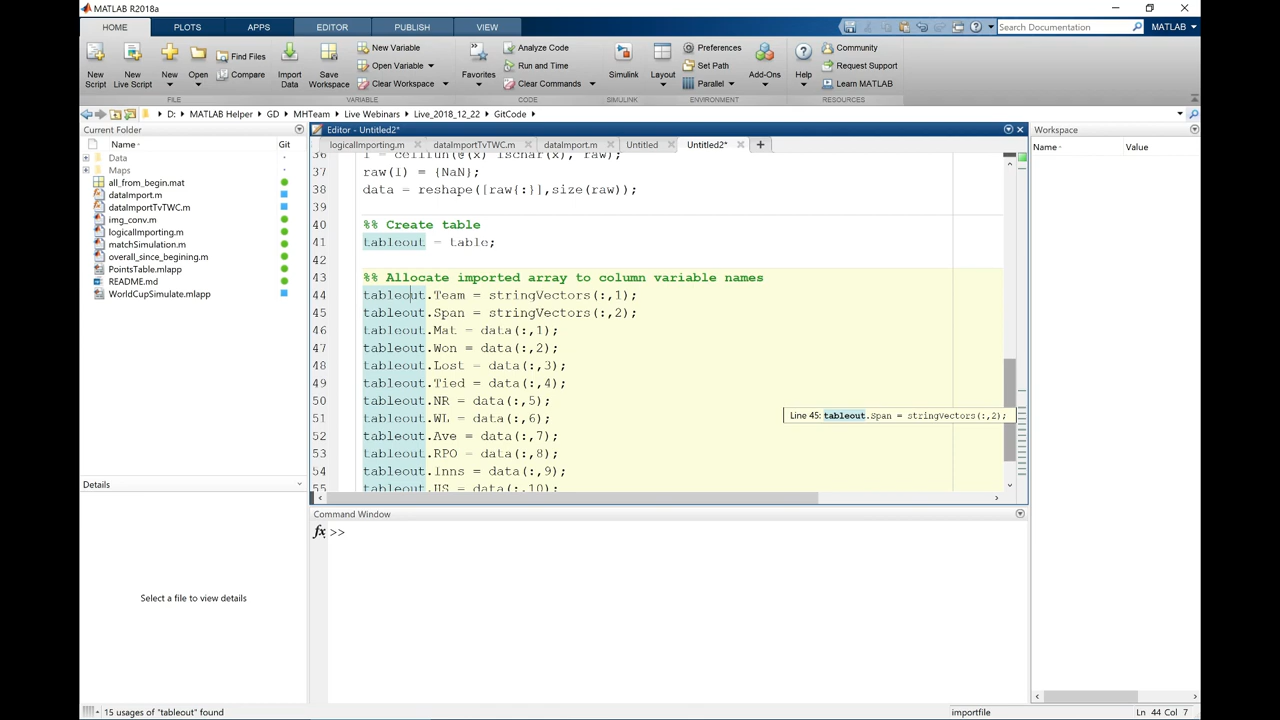 MATLAB R2018a
HOME PLOTS APPS EDITOR PUBLISH VIEW
Search Documentation MATLAB
New Script
New Live Script
New
Open
Find Files
Compare
Import Data
Save Workspace
New Variable
Open Variable
Clear Workspace
Favorites
Analyze Code
Run and Time
Clear Commands
Simulink
Layout
Preferences
Set Path
Parallel
Add-Ons
Help
Community
Request Support
Learn MATLAB
FILE VARIABLE CODE SIMULINK ENVIRONMENT RESOURCES
D: MATLAB Helper GD MHTeam Live Webinars Live_2018_12_22 GitCode
Current Folder
Name Git
Data
Maps
all_from_begin.mat
dataImport.m
dataImportTvTWC.m
img_conv.m
logicalImporting.m
matchSimulation.m
overall_since_begining.m
PointsTable.mlapp
README.md
WorldCupSimulate.mlapp
Details
Select a file to view details
Editor - Untitled2*
logicalImporting.m dataImportTvTWC.m dataImport.m Untitled Untitled2*
36 I = cellfun(@(x) ischar(x), raw);
37 raw(I) = {NaN};
38 data = reshape([raw{:}],size(raw));
39
40 %% Create table
41 tableout = table;
42
43 %% Allocate imported array to column variable names
44 tableout.Team = stringVectors(:,1);
45 tableout.Span = stringVectors(:,2);
46 tableout.Mat = data(:,1);
47 tableout.Won = data(:,2);
48 tableout.Lost = data(:,3);
49 tableout.Tied = data(:,4);
50 tableout.NR = data(:,5);
51 tableout.WL = data(:,6);
52 tableout.Ave = data(:,7);
53 tableout.RPO = data(:,8);
54 tableout.Inns = data(:,9);
55 tableout.HS = data(:,10);
Line 45: tableout.Span = stringVectors(:,2);
Command Window
fx >>
Workspace
Name Value
15 usages of "tableout" found
importfile
Ln 44 Col 7